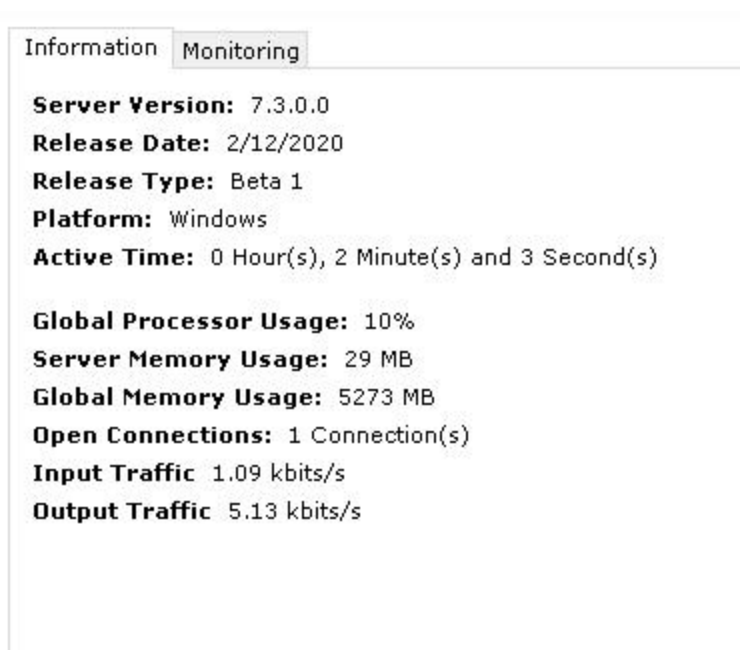 Information
Monitoring
Server Version: 7.3.0.0
Release Date: 2/12/2020
Release Type: Beta 1
Platform: Windows
Active Time: 0 Hour(s), 2 Minute(s) and 3 Second(s)
Global Processor Usage: 10%
Server Memory Usage: 29 MB
Global Memory Usage: 5273 MB
Open Connections: 1 Connection(s)
Input Traffic 1.09 kbits/s
Output Traffic 5.13 kbits/s